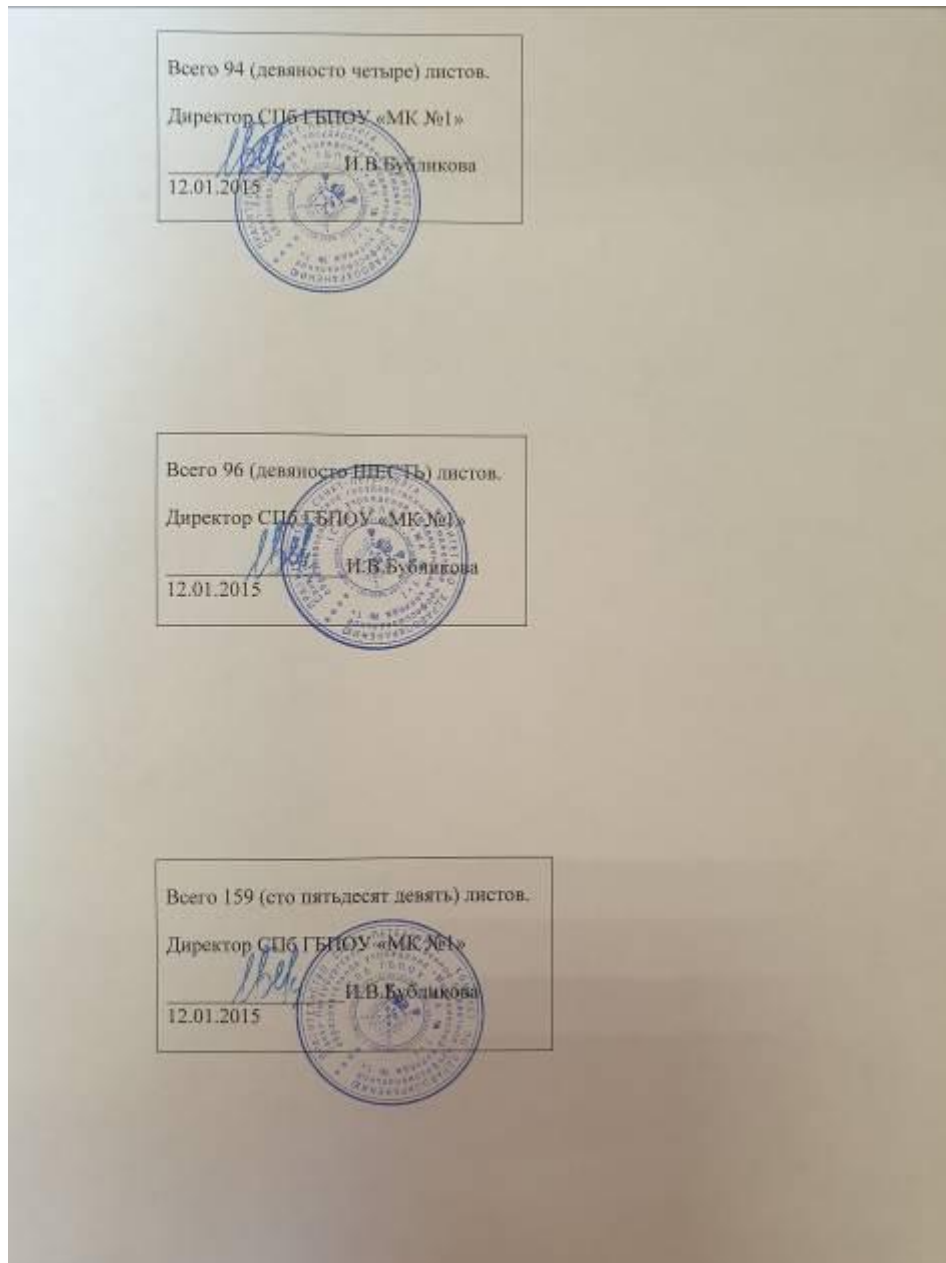 Всего 94 (девяносто четыре) листов.
Директор СПб ГБПОУ «МК №1»
И.В.Бубликова
12.01.2015
Всего 96 (девяносто ШЕСТЬ) листов.
Директор СПб ГБПОУ «МК №1»
И.В.Бубликова
12.01.2015
Всего 159 (сто пятьдесят девять) листов.
Директор СПб ГБПОУ «МК №1»
И.В.Бубликова
12.01.2015